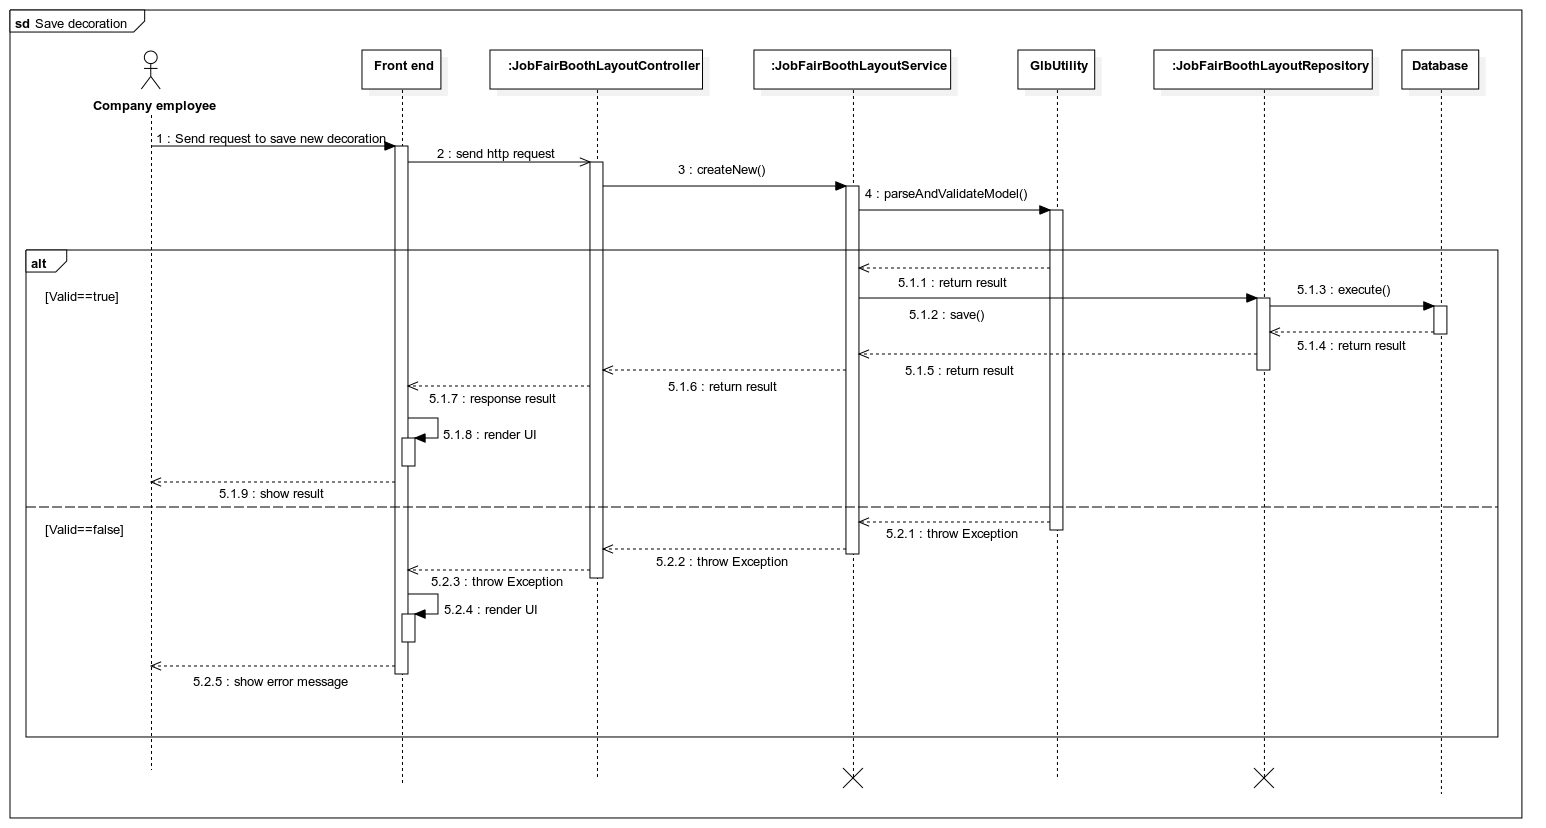 sd Save decoration
Front end
:JobFairBoothLayoutController
:JobFairBoothLayoutService
GlbUtility
:JobFairBoothLayoutRepository
Database
Company employee
1 : Send request to save new decoration
2 : send http request
3 : createNew()
4 : parseAndValidateModel()
alt
[Valid==true]
5.1.1 : return result
5.1.2 : save()
5.1.3 : execute()
5.1.4 : return result
5.1.5 : return result
5.1.6 : return result
5.1.7 : response result
5.1.8 : render UI
5.1.9 : show result
[Valid==false]
5.2.1 : throw Exception
5.2.2 : throw Exception
5.2.3 : throw Exception
5.2.4 : render UI
5.2.5 : show error message